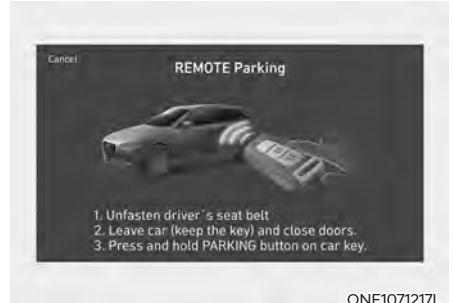 Cancel
REMOTE Parking
1. Unfasten driver´s seat belt
2. Leave car (keep the key) and close doors.
3. Press and hold PARKING button on car key.
ONE1071217L